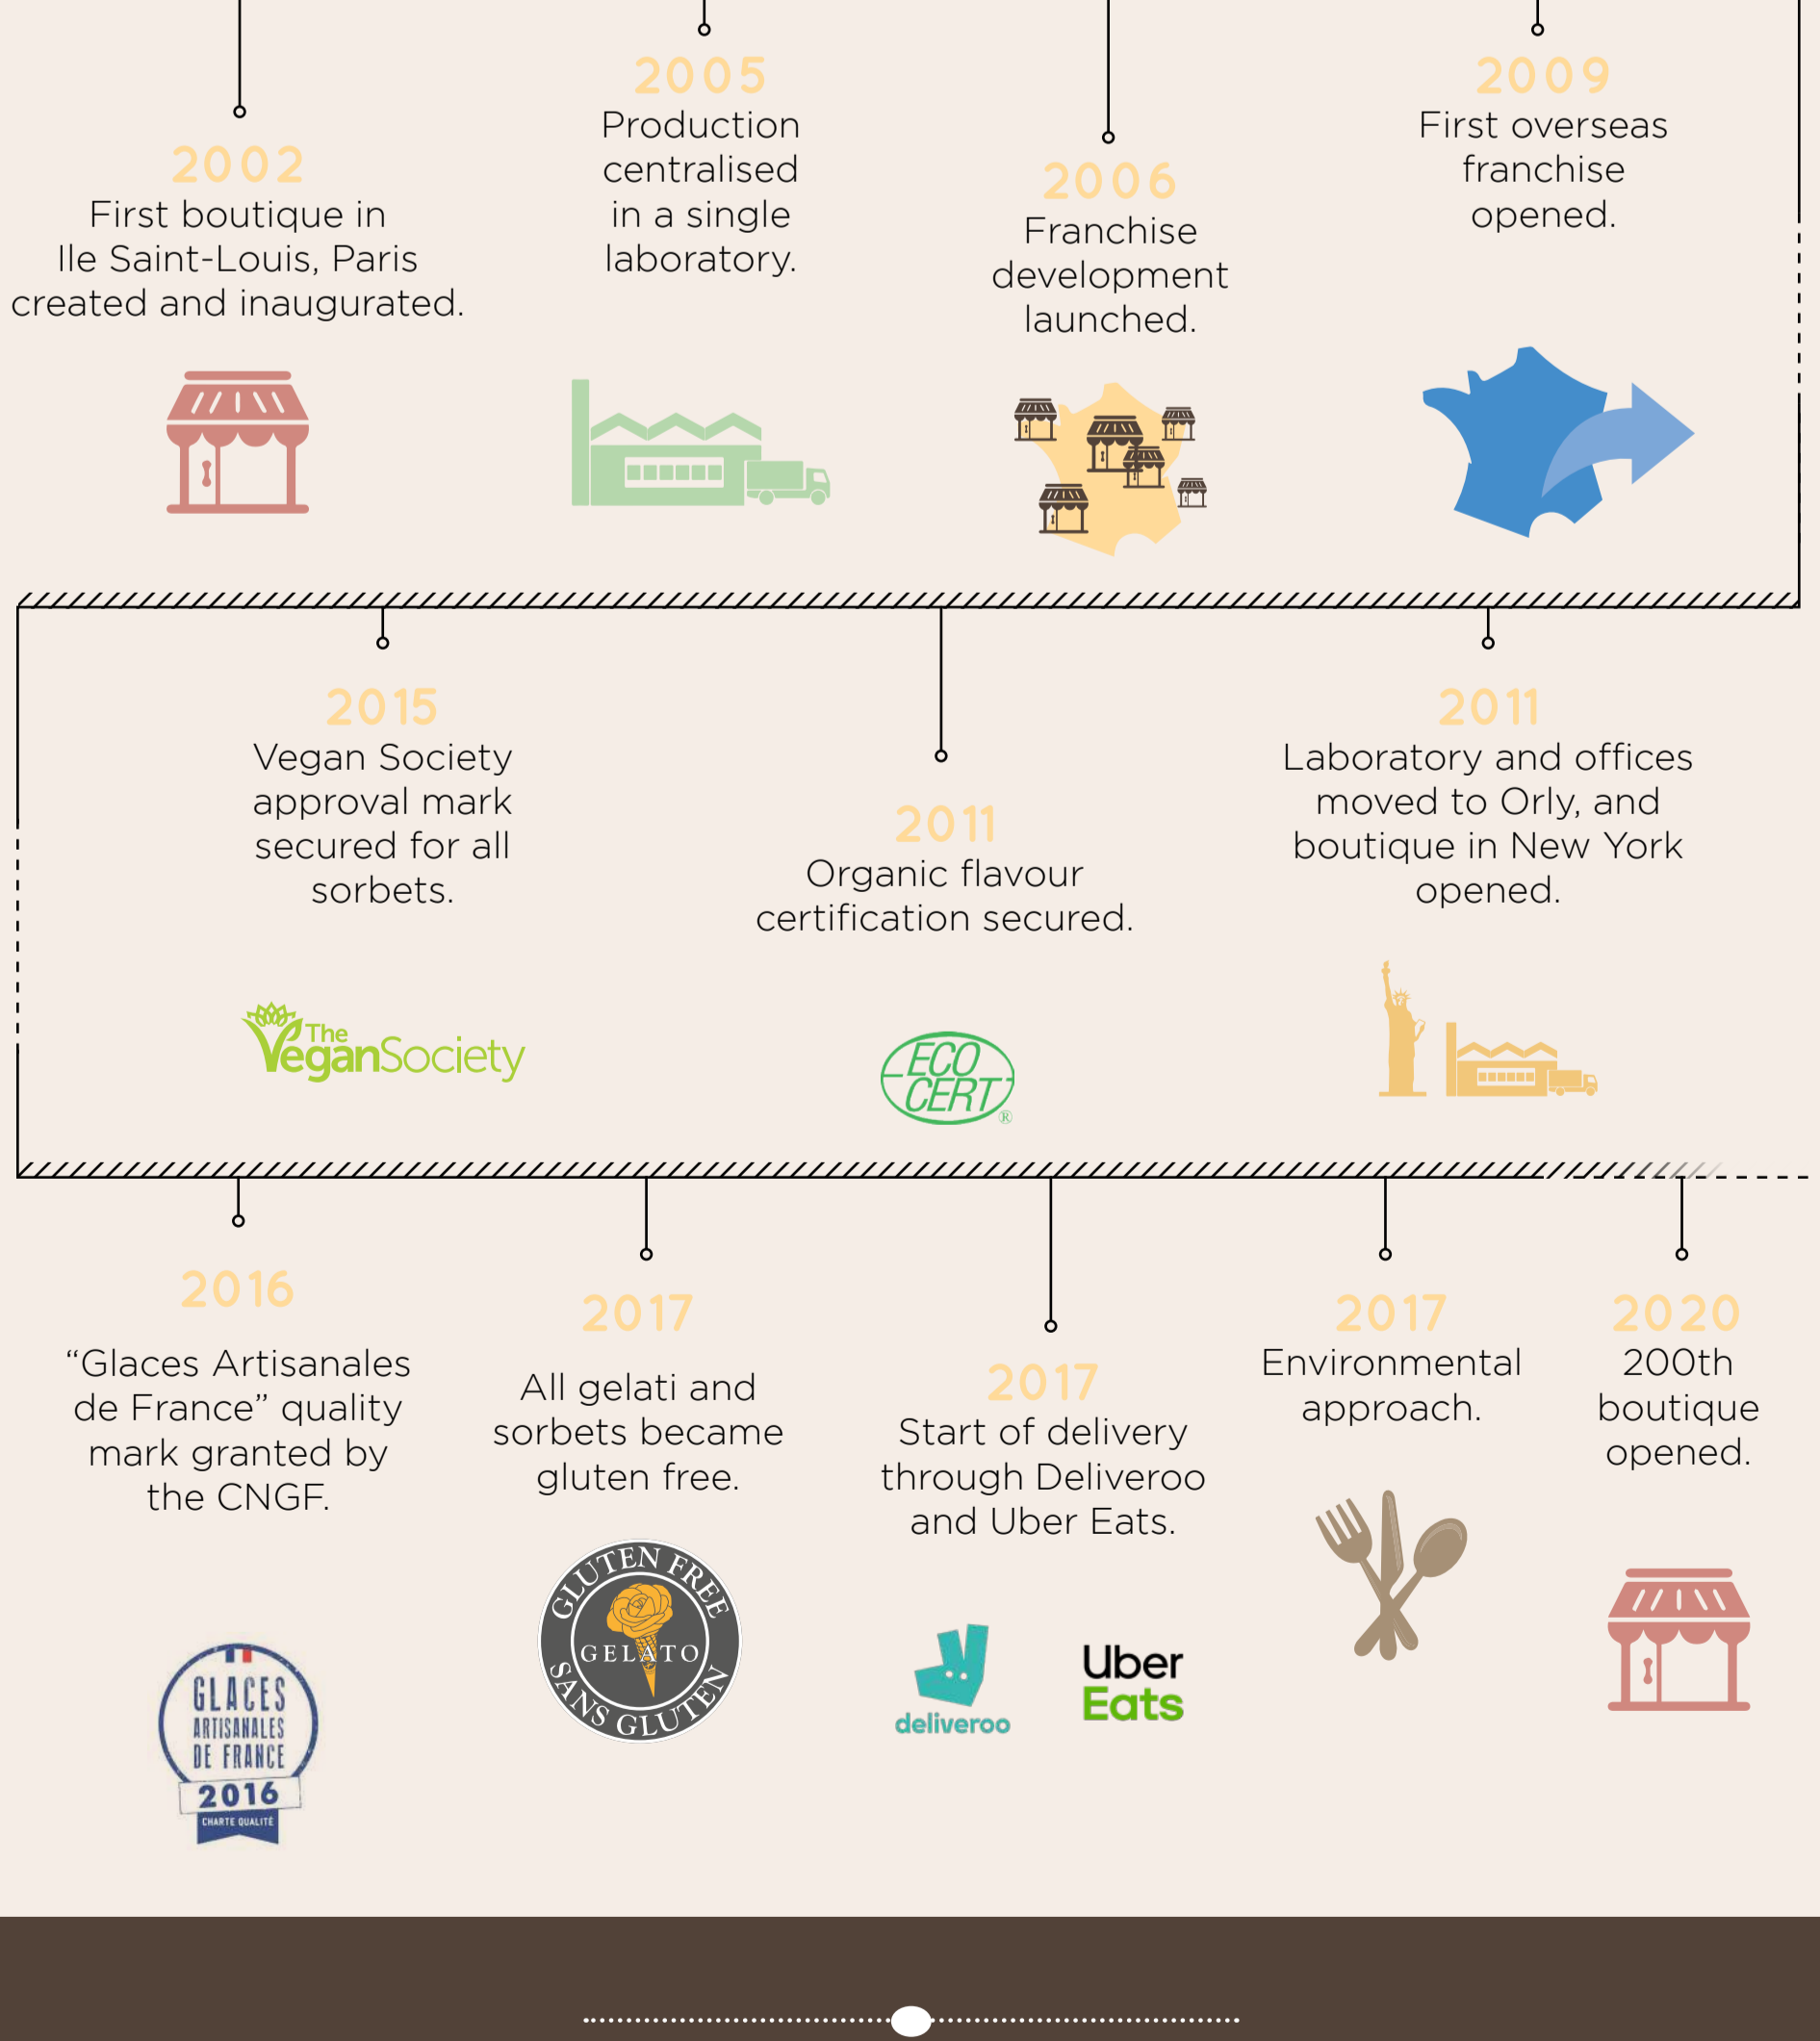 2002
First boutique in
Ile Saint-Louis, Paris
created and inaugurated.
2005
Production
centralised
in a single
laboratory.
2006
Franchise
development
launched.
2009
First overseas
franchise
opened.
2015
Vegan Society
approval mark
secured for all
sorbets.
The
VeganSociety
2011
Organic flavour
certification secured.
ECO
CERT
®
2011
Laboratory and offices
moved to Orly, and
boutique in New York
opened.
2016
“Glaces Artisanales
de France” quality
mark granted by
the CNGF.
GLACES
ARTISANALES
DE FRANCE
2016
CHARTE QUALITÉ
2017
All gelati and
sorbets became
gluten free.
GLUTEN FREE
GELATO
SANS GLUTEN
2017
Start of delivery
through Deliveroo
and Uber Eats.
deliveroo
Uber
Eats
2017
Environmental
approach.
2020
200th
boutique
opened.